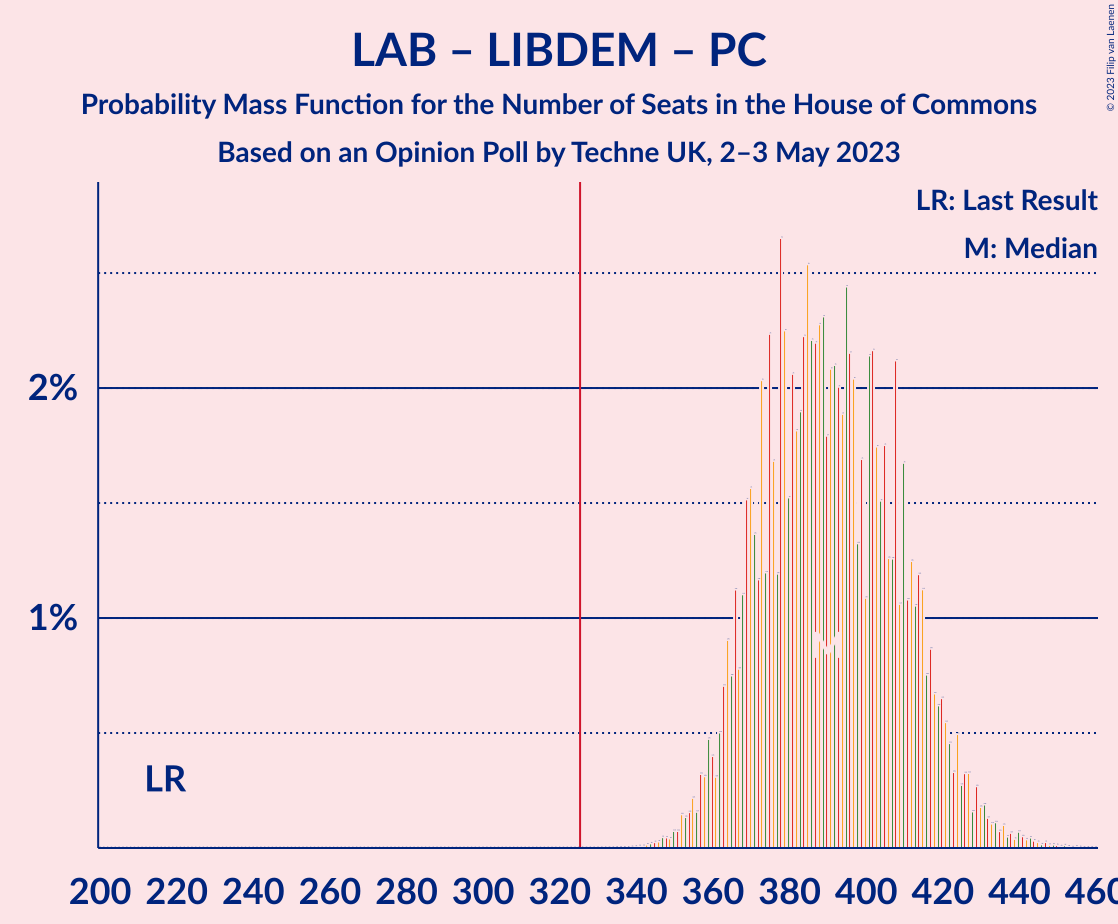 LAB – LIBDEM – PC
Probability Mass Function for the Number of Seats in the House of Commons
Based on an Opinion Poll by Techne UK, 2–3 May 2023
© 2023 Filip van Laenen
LR: Last Result
M: Median
2%
1%
M
LR
200 220 240 260 280 300 320 340 360 380 400 420 440 460